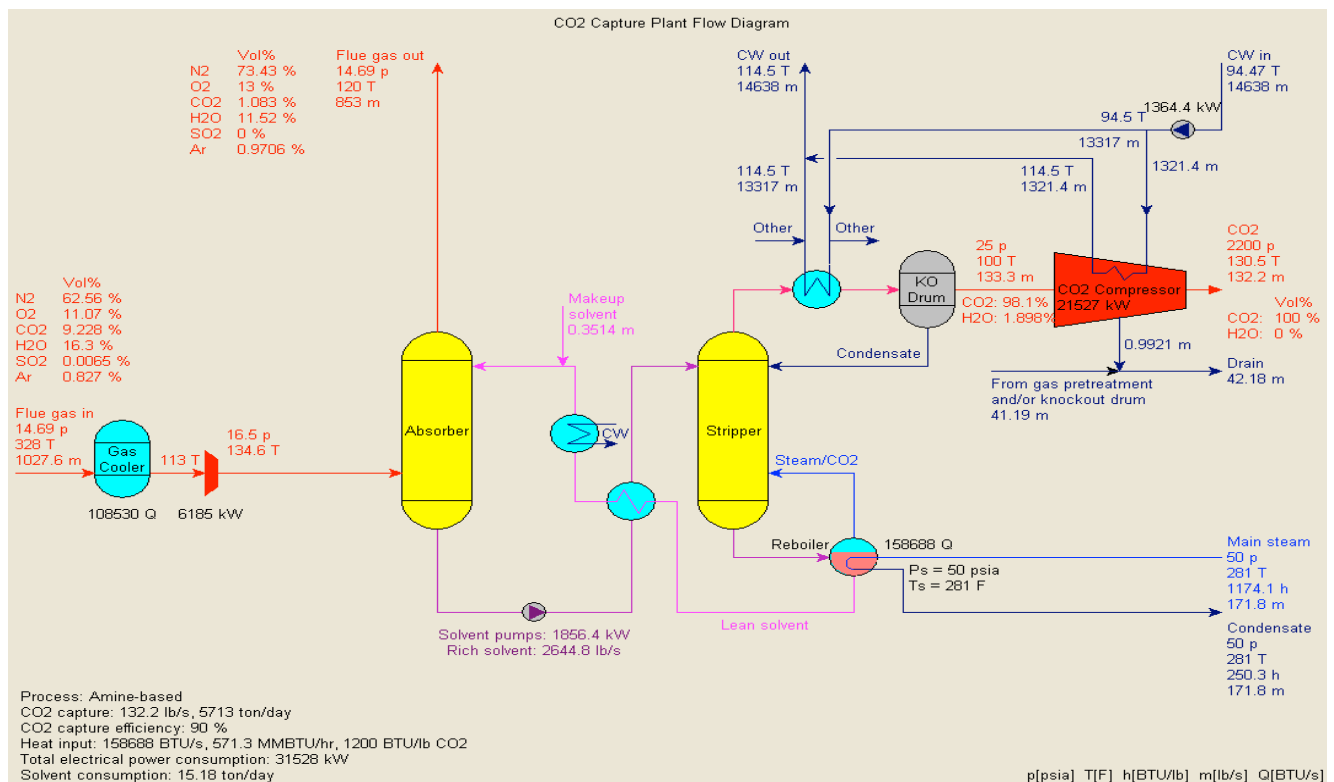 CO2 Capture Plant Flow Diagram
Vol%
N2 73.43 %
O2 13 %
CO2 1.083 %
H2O 11.52 %
SO2 0 %
Ar 0.9706 %
Flue gas out
14.69 p
120 T
853 m
CW out
114.5 T
14638 m
CW in
94.47 T
14638 m
1364.4 kW
94.5 T
13317 m
1321.4 m
114.5 T
13317 m
114.5 T
1321.4 m
Other
Other
KO
Drum
25 p
100 T
133.3 m
CO2: 98.1%
H2O: 1.898%
CO2 Compressor
21527 kW
CO2
2200 p
130.5 T
132.2 m
Vol%
CO2: 100 %
H2O: 0 %
0.9921 m
Drain
42.18 m
From gas pretreatment
and/or knockout drum
41.19 m
Condensate
Vol%
N2 62.56 %
O2 11.07 %
CO2 9.228 %
H2O 16.3 %
SO2 0.0065 %
Ar 0.827 %
Flue gas in
14.69 p
328 T
1027.6 m
Gas
Cooler
108530 Q
113 T
6185 kW
16.5 p
134.6 T
Absorber
Makeup
solvent
0.3514 m
CW
Stripper
Steam/CO2
Reboiler
158688 Q
Ps = 50 psia
Ts = 281 F
Main steam
50 p
281 T
1174.1 h
171.8 m
Condensate
50 p
281 T
250.3 h
171.8 m
Lean solvent
Solvent pumps: 1856.4 kW
Rich solvent: 2644.8 lb/s
Process: Amine-based
CO2 capture: 132.2 lb/s, 5713 ton/day
CO2 capture efficiency: 90 %
Heat input: 158688 BTU/s, 571.3 MMBTU/hr, 1200 BTU/lb CO2
Total electrical power consumption: 31528 kW
Solvent consumption: 15.18 ton/day
p[psia] T[F] h[BTU/lb] m[lb/s] Q[BTU/s]